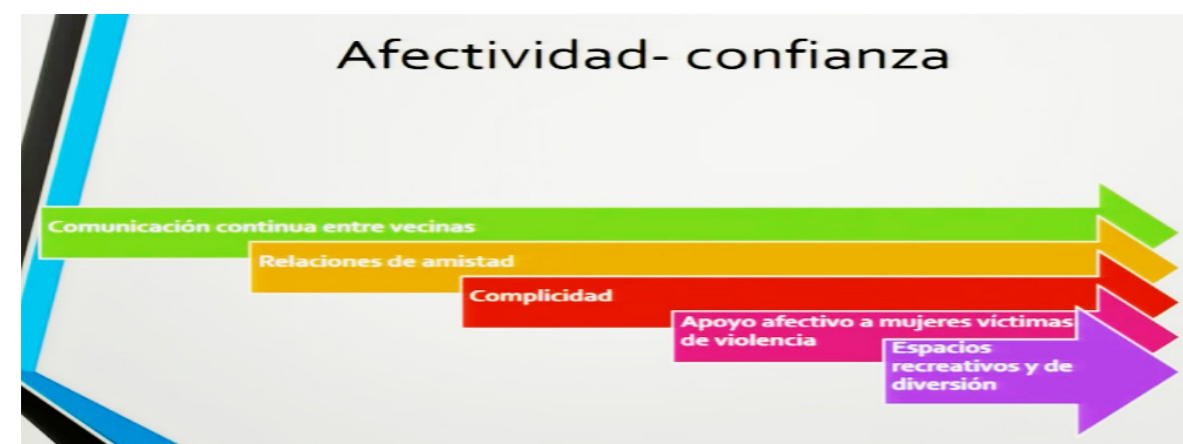 Afectividad- confianza
Comunicación continua entre vecinas
Relaciones de amistad
Complicidad
Apoyo afectivo a mujeres víctimas
de violencia
Espacios
recreativos y de
diversión